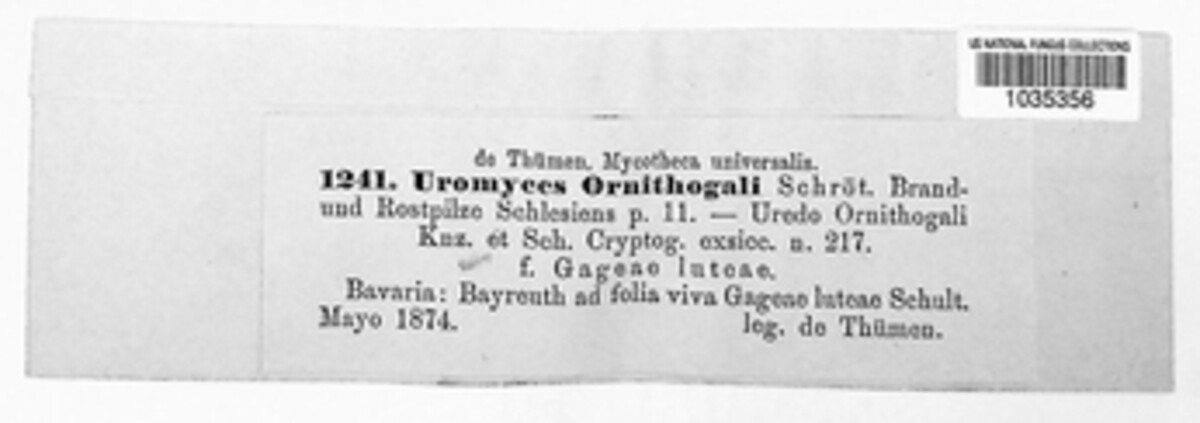 US NATIONAL FUNGUS COLLECTIONS
1035356
de Thümen, Mycotheca universalis.
1241. Uromyces Ornithogali Schröt. Brand-
und Rostpilze Schlesiens p. 11. — Uredo Ornithogali
Knz. et Sch. Cryptog. exsicc. n. 217.
f. Gageae luteae.
Bavaria: Bayreuth ad folia viva Gageae luteae Schult.
Mayo 1874. leg. de Thümen.